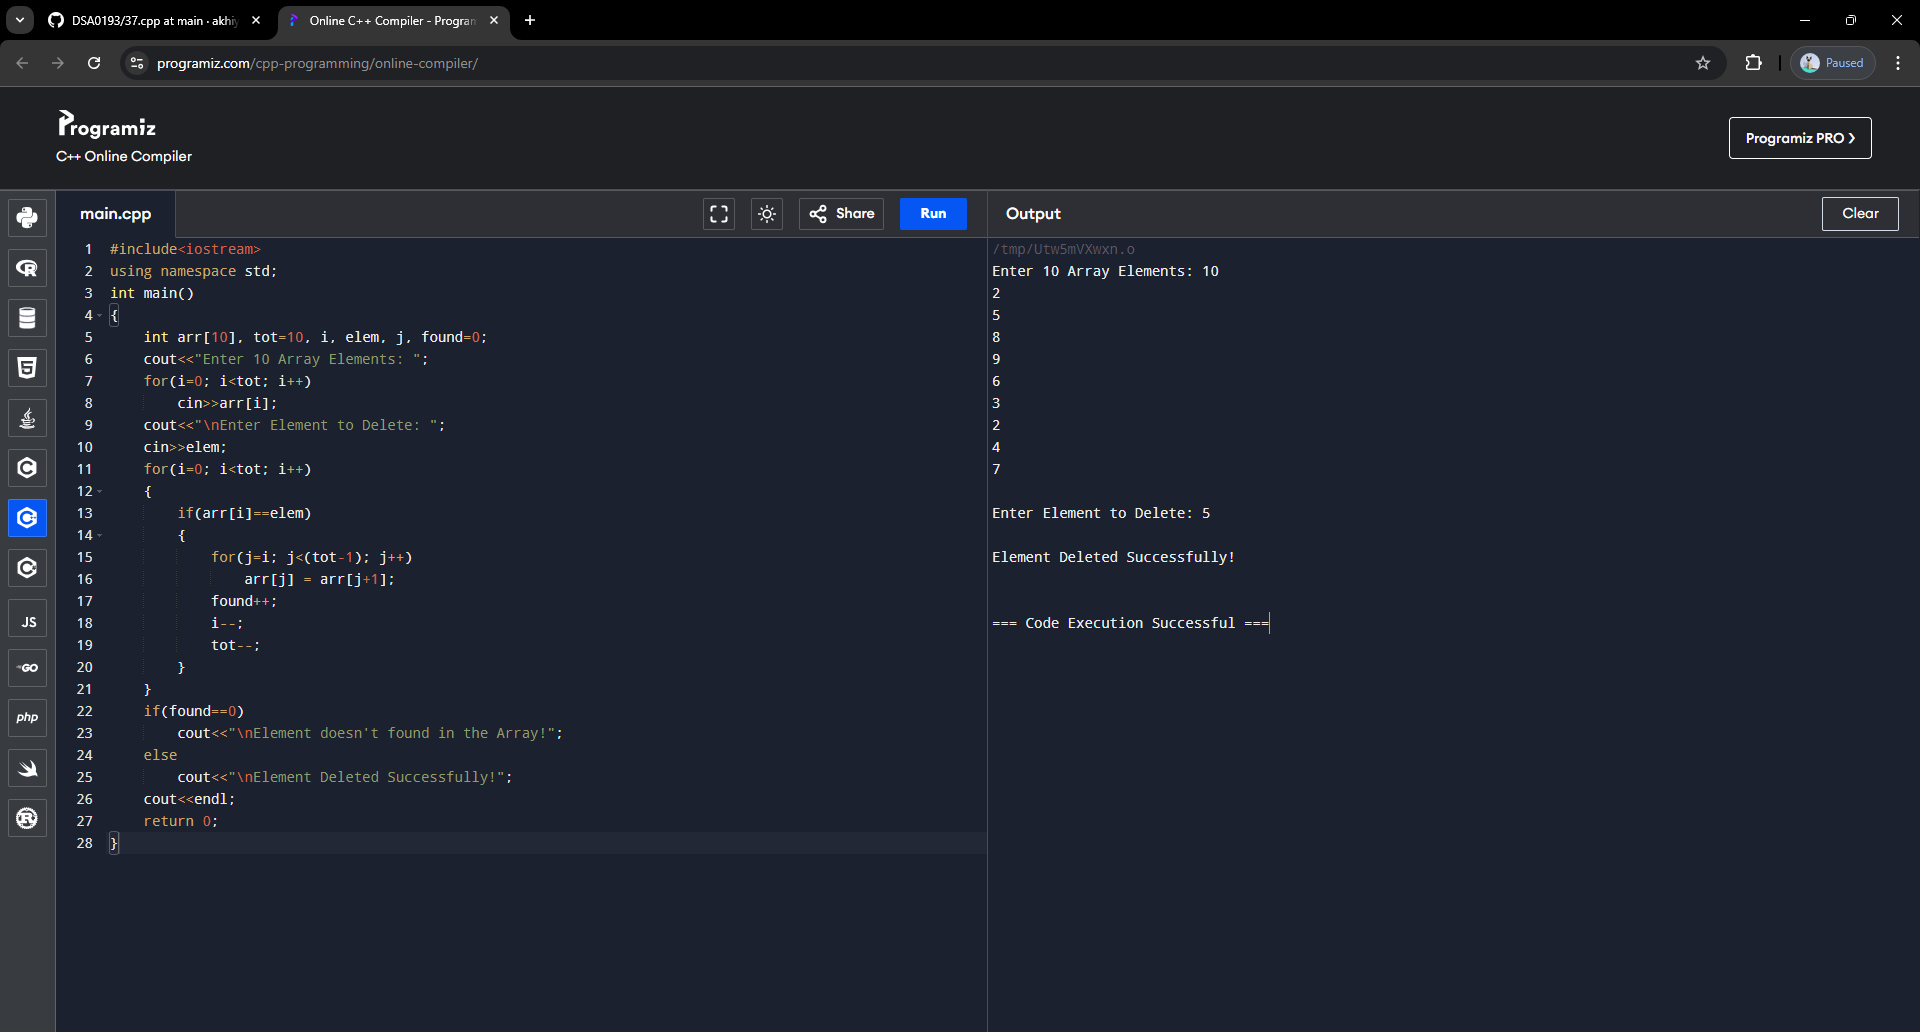 DSA0193/37.cpp at main · akhiy
Online C++ Compiler - Program
programiz.com/cpp-programming/online-compiler/
Paused
Programiz
C++ Online Compiler
Programiz PRO ❯
main.cpp
Share
Run
Output
Clear
1 #include<iostream>
2 using namespace std;
3 int main()
4 {
5     int arr[10], tot=10, i, elem, j, found=0;
6     cout<<"Enter 10 Array Elements: ";
7     for(i=0; i<tot; i++)
8         cin>>arr[i];
9     cout<<"\nEnter Element to Delete: ";
10     cin>>elem;
11     for(i=0; i<tot; i++)
12     {
13         if(arr[i]==elem)
14         {
15             for(j=i; j<(tot-1); j++)
16                 arr[j] = arr[j+1];
17             found++;
18             i--;
19             tot--;
20         }
21     }
22     if(found==0)
23         cout<<"\nElement doesn't found in the Array!";
24     else
25         cout<<"\nElement Deleted Successfully!";
26     cout<<endl;
27     return 0;
28 }
/tmp/Utw5mVXwxn.o
Enter 10 Array Elements: 10
2
5
8
9
6
3
2
4
7
Enter Element to Delete: 5
Element Deleted Successfully!
=== Code Execution Successful ===
JS
GO
php